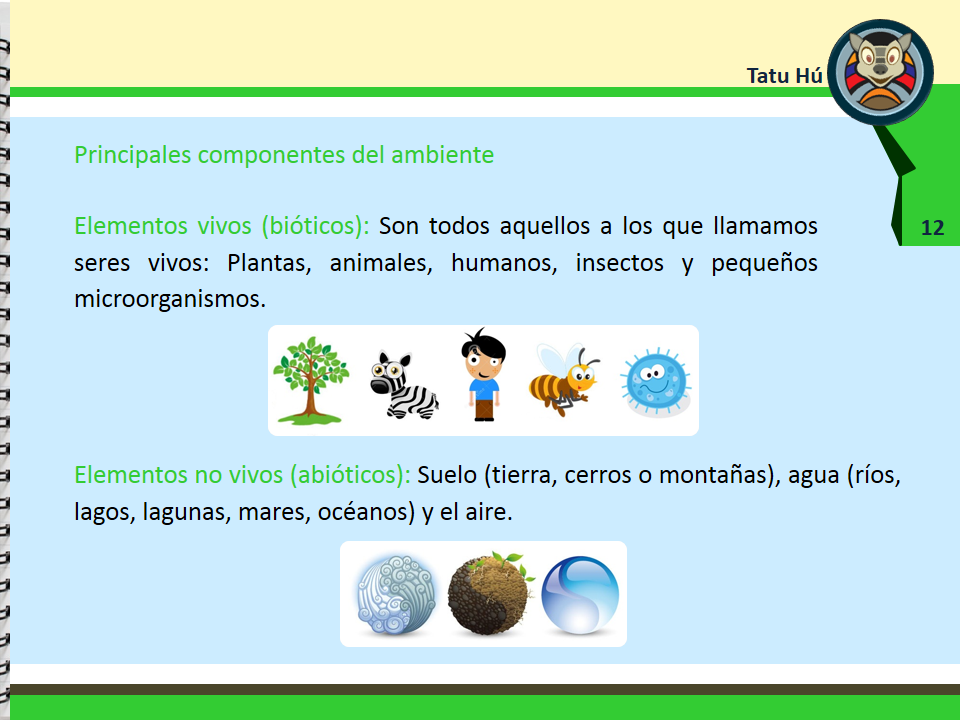 Tatu Hú
12
Principales componentes del ambiente
Elementos vivos (bióticos): Son todos aquellos a los que llamamos
seres vivos: Plantas, animales, humanos, insectos y pequeños
microorganismos.
Elementos no vivos (abióticos): Suelo (tierra, cerros o montañas), agua (ríos,
lagos, lagunas, mares, océanos) y el aire.